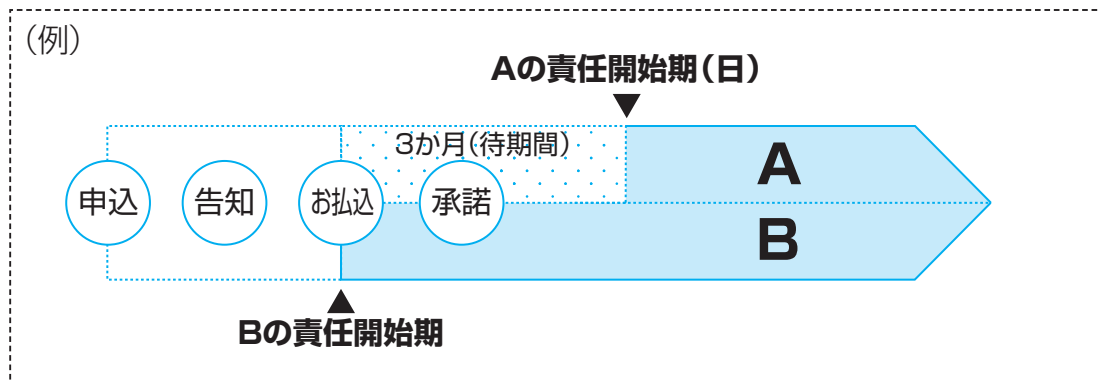 （例）
Aの責任開始期（日）
▼
3か月（待期間）
A
申込
告知
お払込
承諾
B
▲
Bの責任開始期